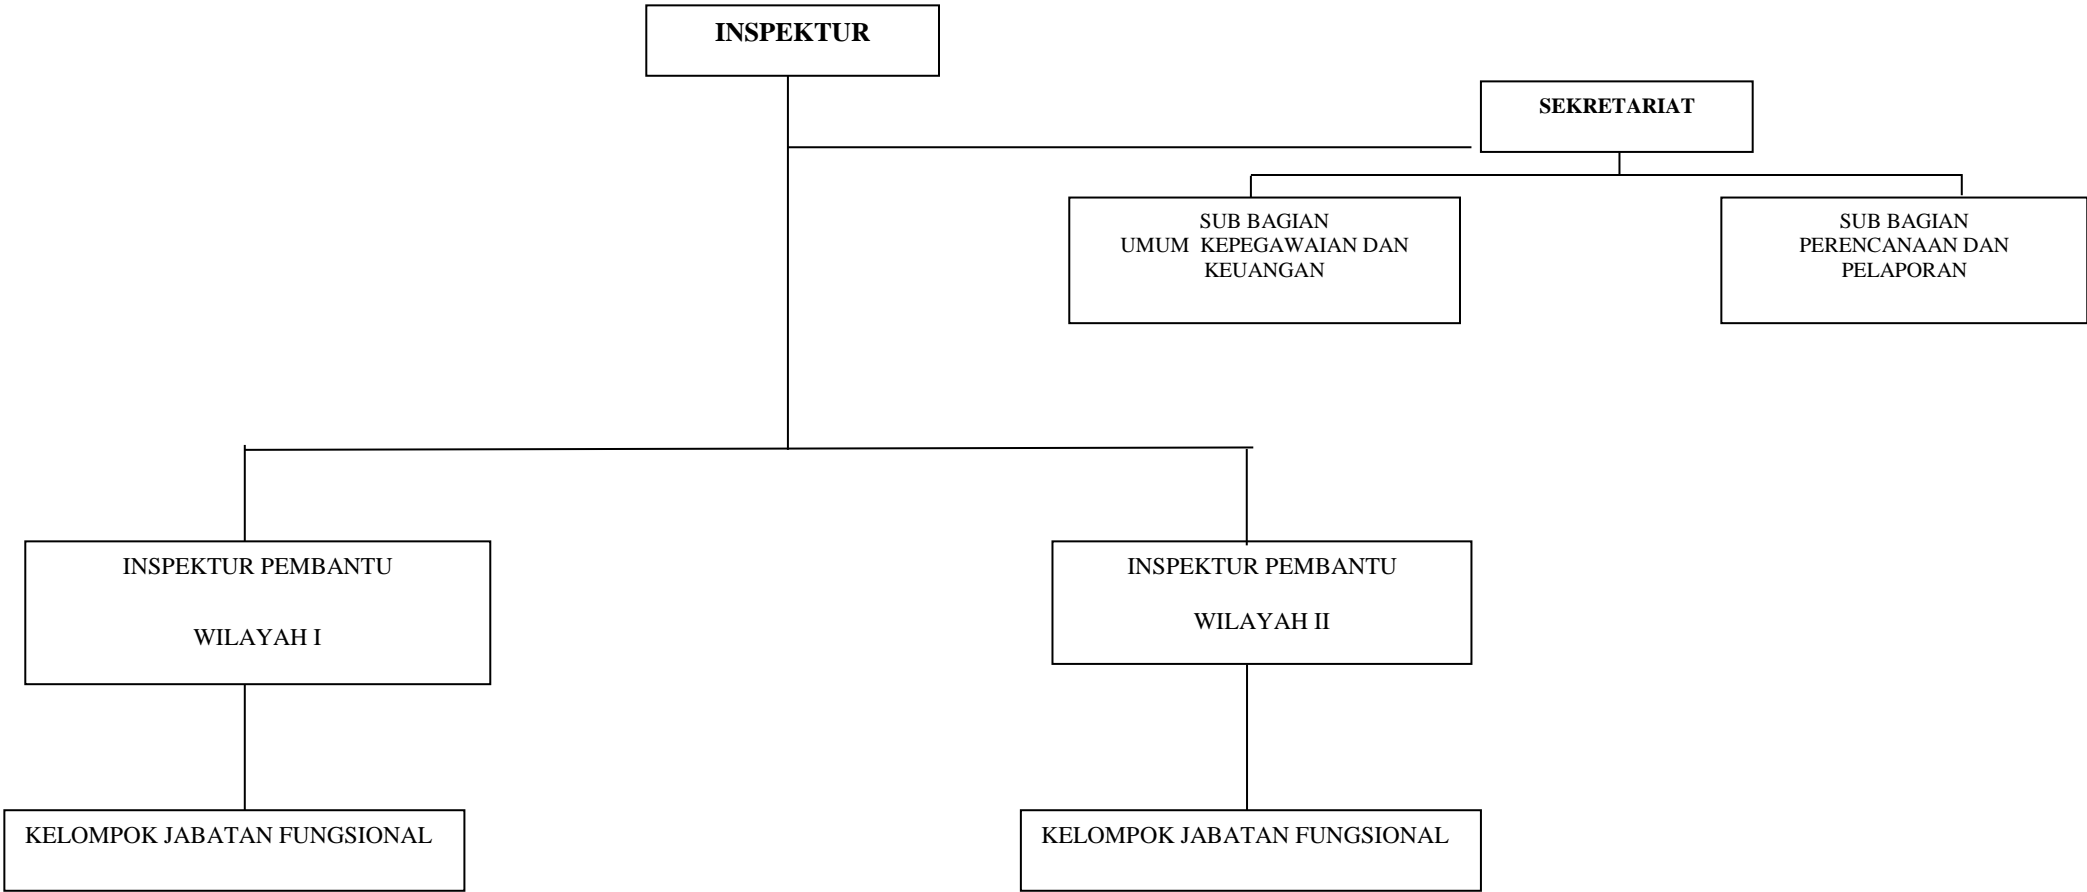 INSPEKTUR
SEKRETARIAT
SUB BAGIAN
UMUM KEPEGAWAIAN DAN
KEUANGAN
SUB BAGIAN
PERENCANAAN DAN
PELAPORAN
INSPEKTUR PEMBANTU
WILAYAH I
INSPEKTUR PEMBANTU
WILAYAH II
KELOMPOK JABATAN FUNGSIONAL
KELOMPOK JABATAN FUNGSIONAL